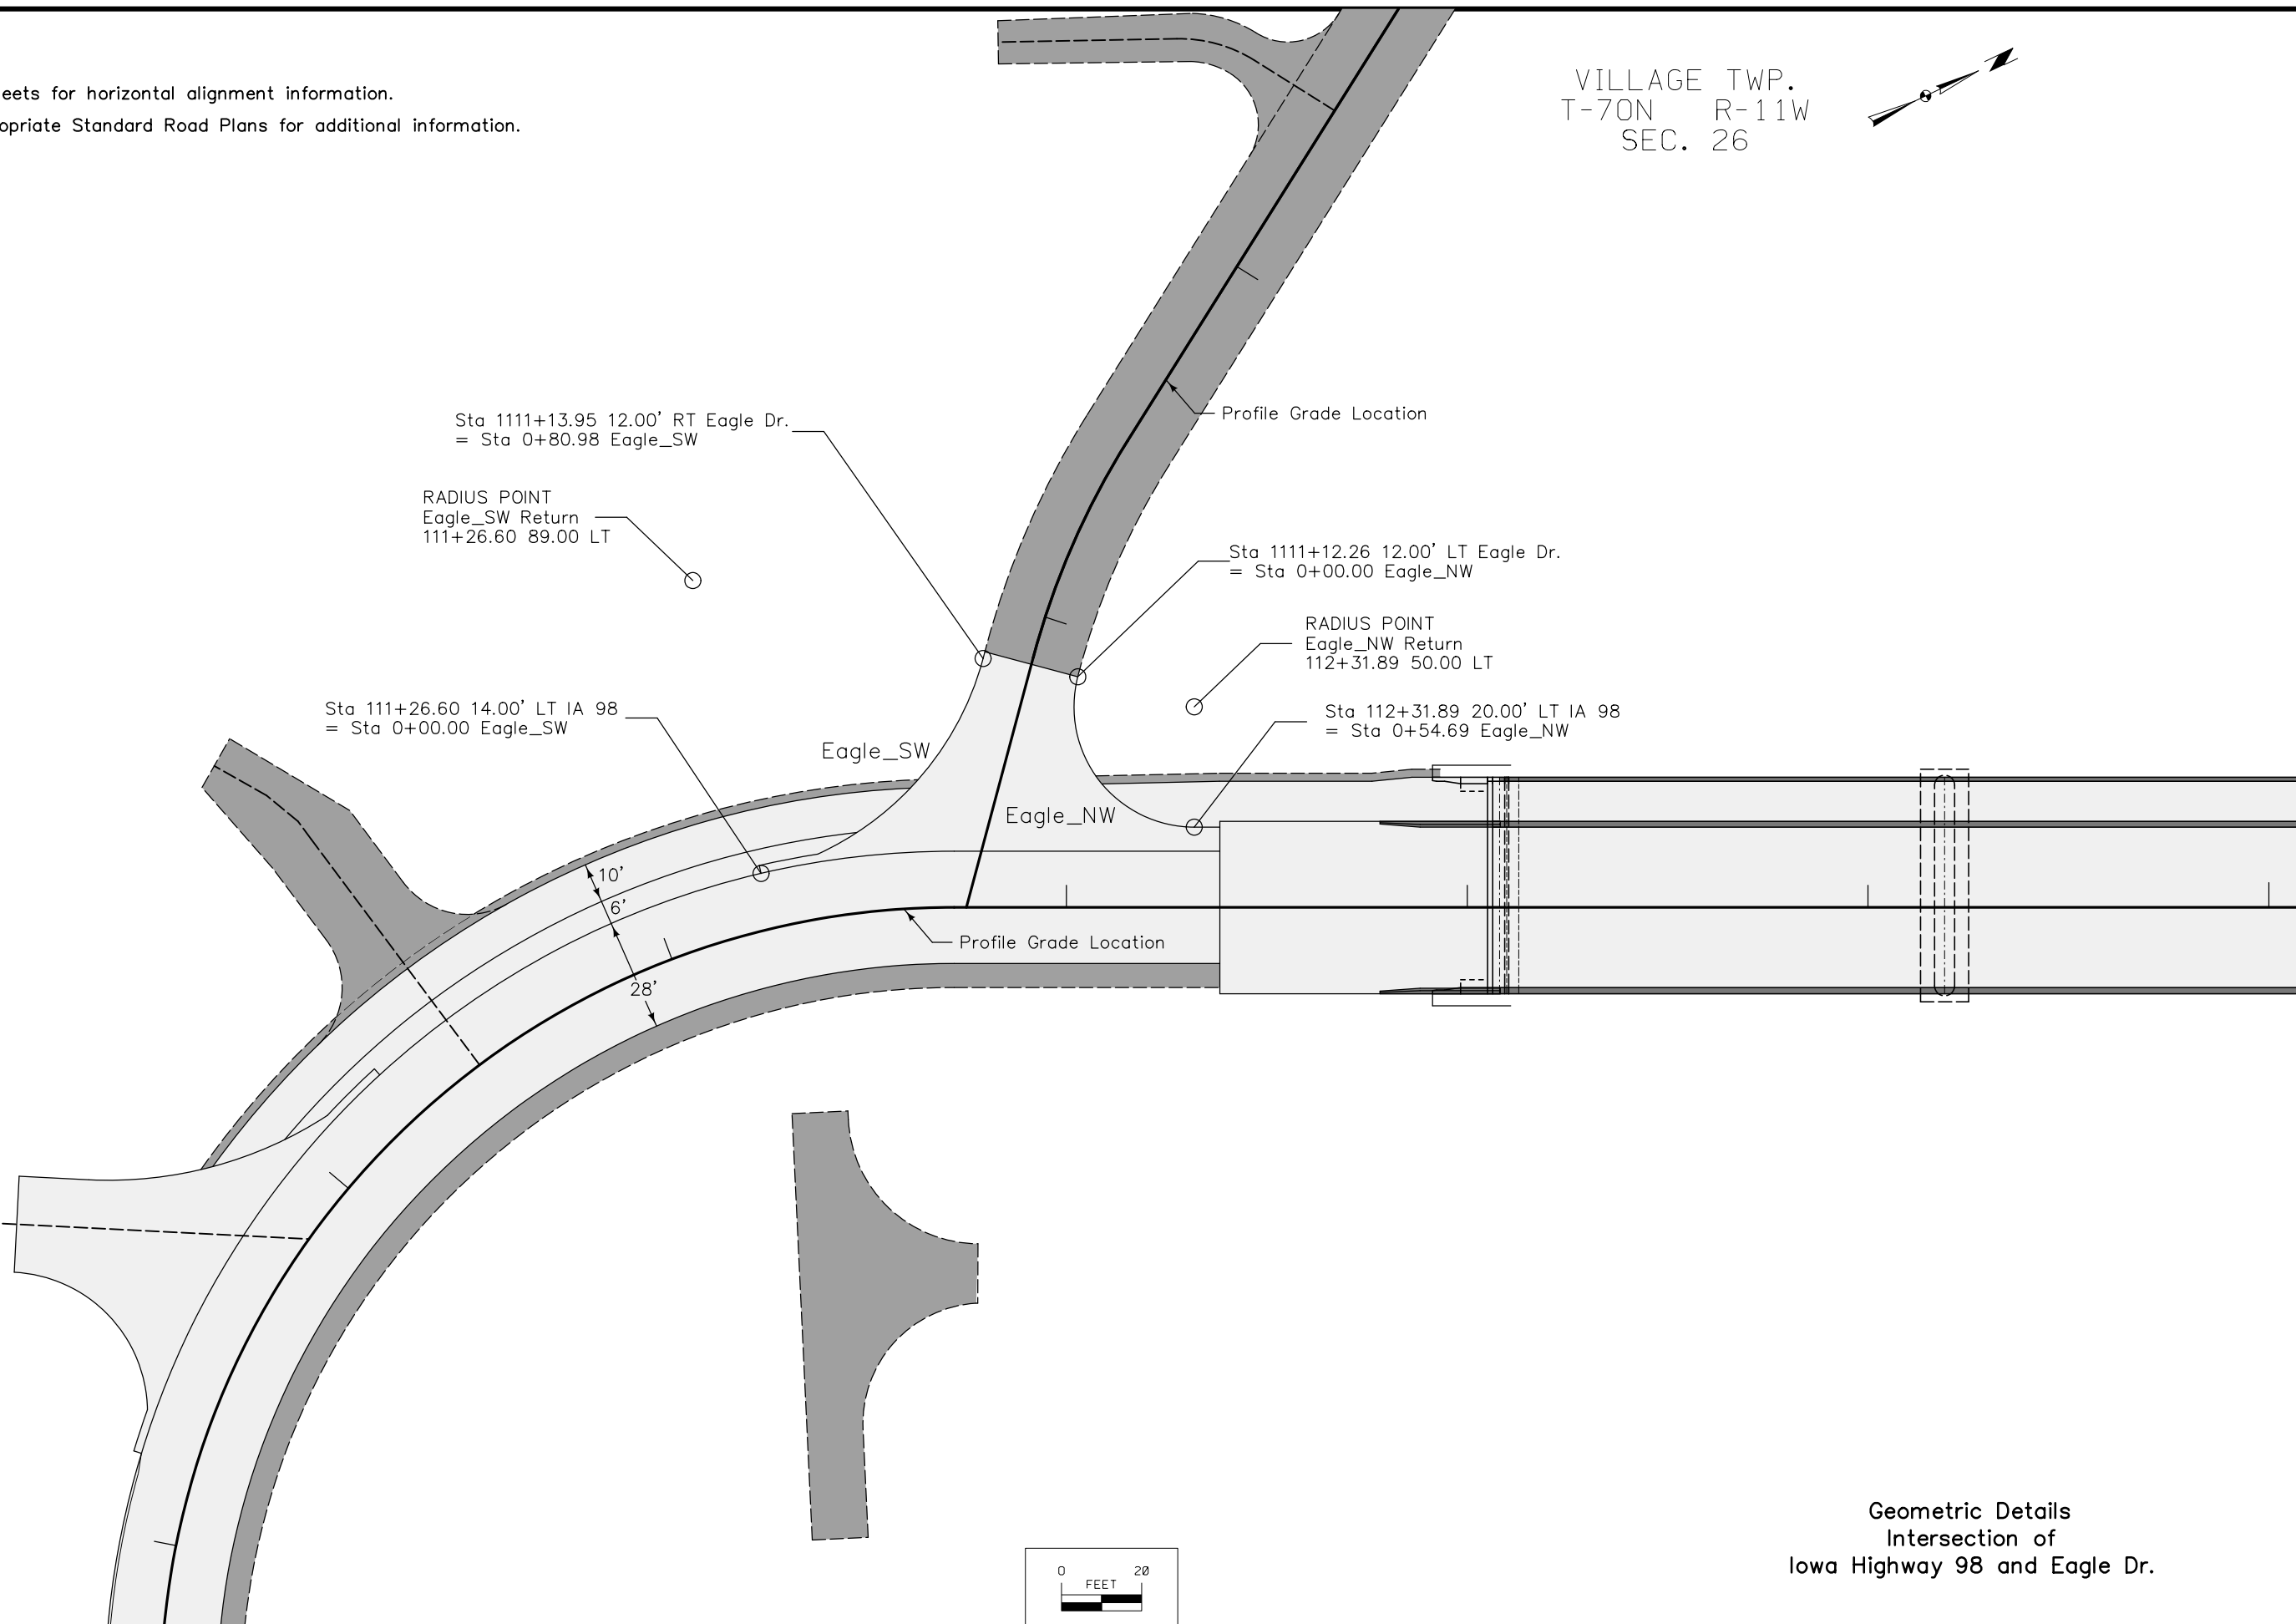 eets for horizontal alignment information.
opriate Standard Road Plans for additional information.
VILLAGE TWP.
T-70N R-11W
SEC. 26
N
Sta 1111+13.95 12.00' RT Eagle Dr.
= Sta 0+80.98 Eagle_SW
Profile Grade Location
RADIUS POINT
Eagle_SW Return
111+26.60 89.00 LT
Sta 1111+12.26 12.00' LT Eagle Dr.
= Sta 0+00.00 Eagle_NW
RADIUS POINT
Eagle_NW Return
112+31.89 50.00 LT
Sta 111+26.60 14.00' LT IA 98
= Sta 0+00.00 Eagle_SW
Sta 112+31.89 20.00' LT IA 98
= Sta 0+54.69 Eagle_NW
Eagle_SW
Eagle_NW
10'
6'
28'
Profile Grade Location
Geometric Details
Intersection of
Iowa Highway 98 and Eagle Dr.
0 20
FEET